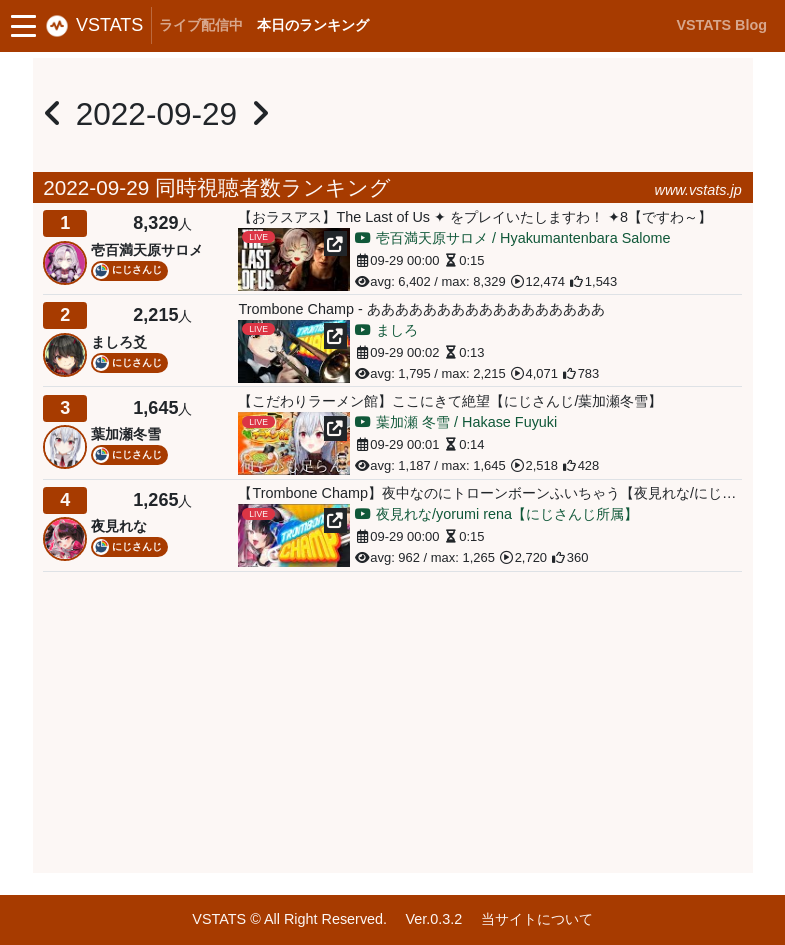 VSTATS ライブ配信中 本日のランキング VSTATS Blog
2022-09-29
2022-09-29 同時視聴者数ランキング www.vstats.jp
1 8,329人
壱百満天原サロメ
にじさんじ
【おラスアス】The Last of Us ✦ をプレイいたしますわ！ ✦8【ですわ～】
LIVE
THE LAST OF US
壱百満天原サロメ / Hyakumantenbara Salome
09-29 00:00 0:15
avg: 6,402 / max: 8,329 12,474 1,543
2 2,215人
ましろ爻
にじさんじ
Trombone Champ - あああああああああああああああああ
LIVE
TROMBONE
ましろ
09-29 00:02 0:13
avg: 1,795 / max: 2,215 4,071 783
3 1,645人
葉加瀬冬雪
にじさんじ
【こだわりラーメン館】ここにきて絶望【にじさんじ/葉加瀬冬雪】
LIVE
何もかも足らん
葉加瀬 冬雪 / Hakase Fuyuki
09-29 00:01 0:14
avg: 1,187 / max: 1,645 2,518 428
4 1,265人
夜見れな
にじさんじ
【Trombone Champ】夜中なのにトローンボーンふいちゃう【夜見れな/にじ…
LIVE
TROMBONE CHAMP
夜見れな/yorumi rena【にじさんじ所属】
09-29 00:00 0:15
avg: 962 / max: 1,265 2,720 360
VSTATS © All Right Reserved. Ver.0.3.2 当サイトについて